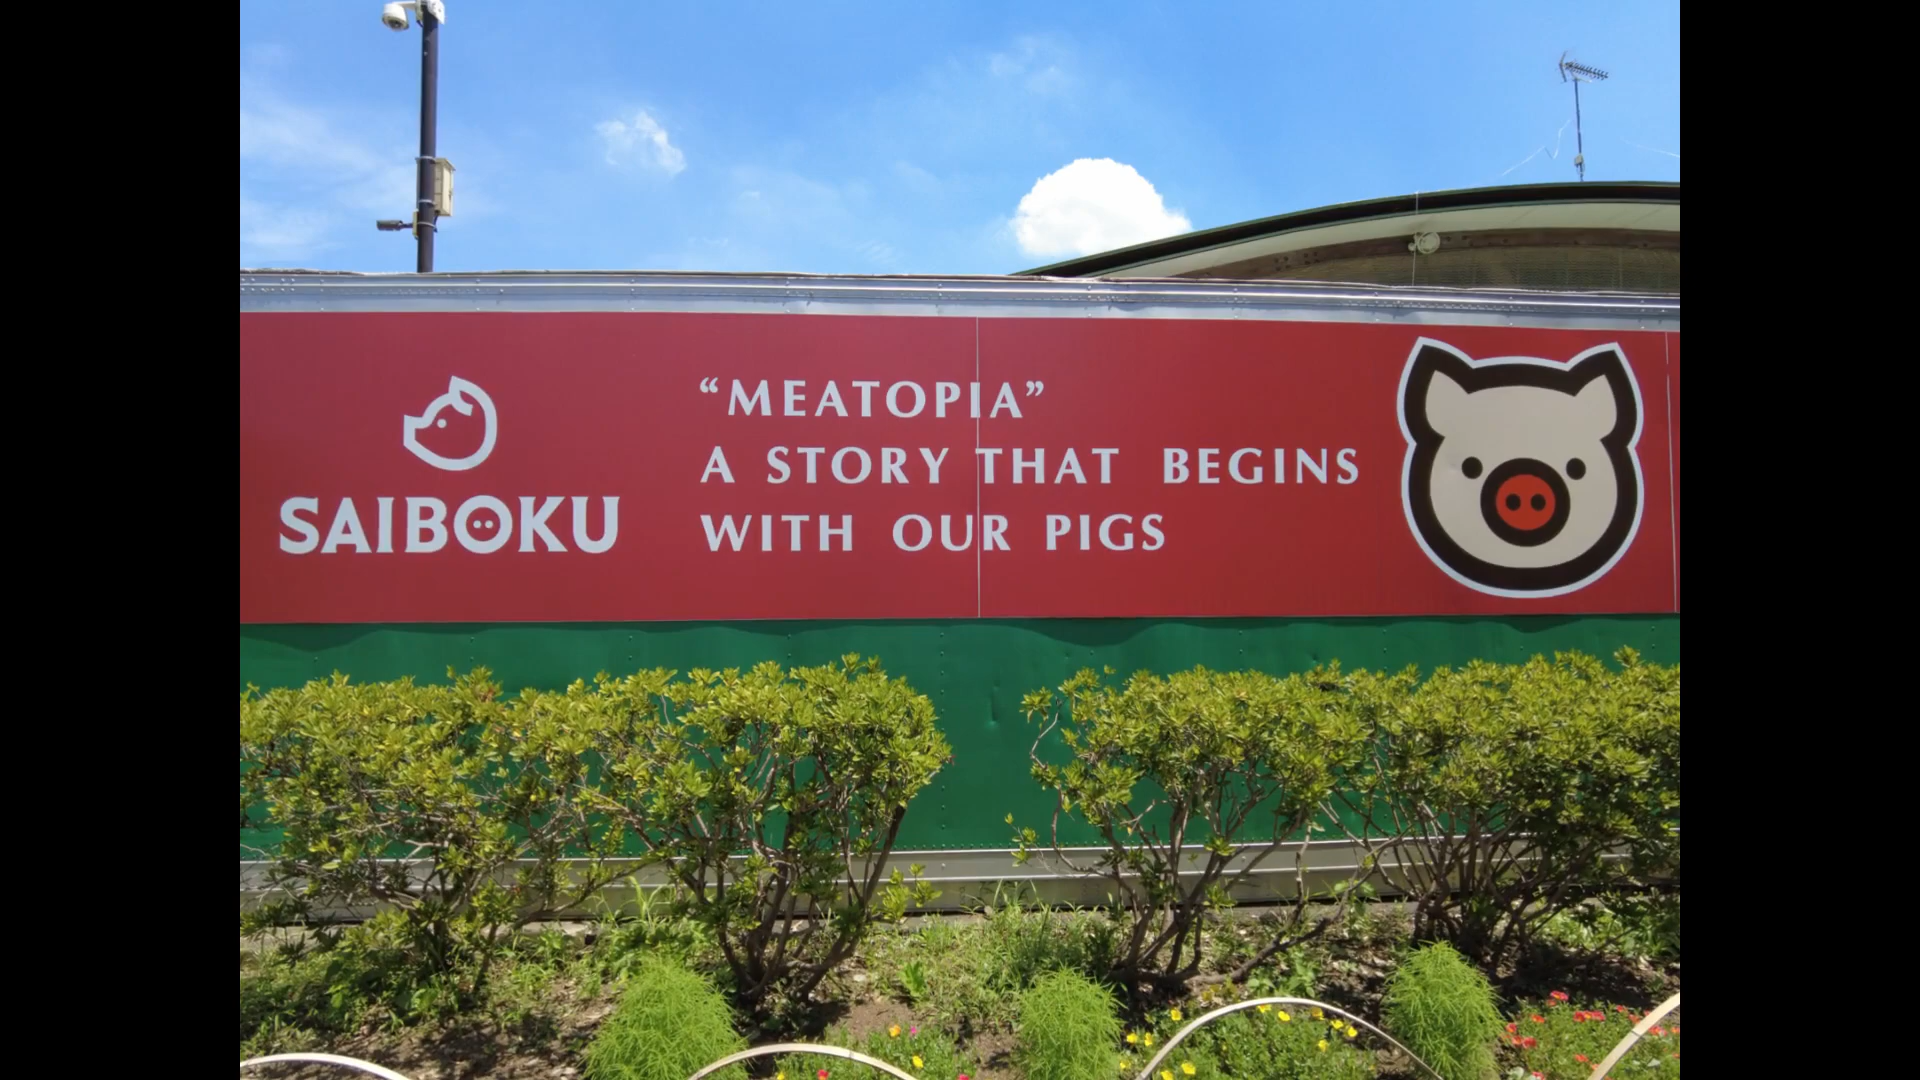 SAIBOKU
“MEATOPIA”
A STORY THAT BEGINS
WITH OUR PIGS